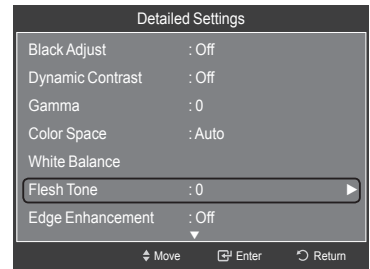 Detailed Settings
Black Adjust : Off
Dynamic Contrast : Off
Gamma : 0
Color Space : Auto
White Balance
Flesh Tone : 0
Edge Enhancement : Off
Move Enter Return